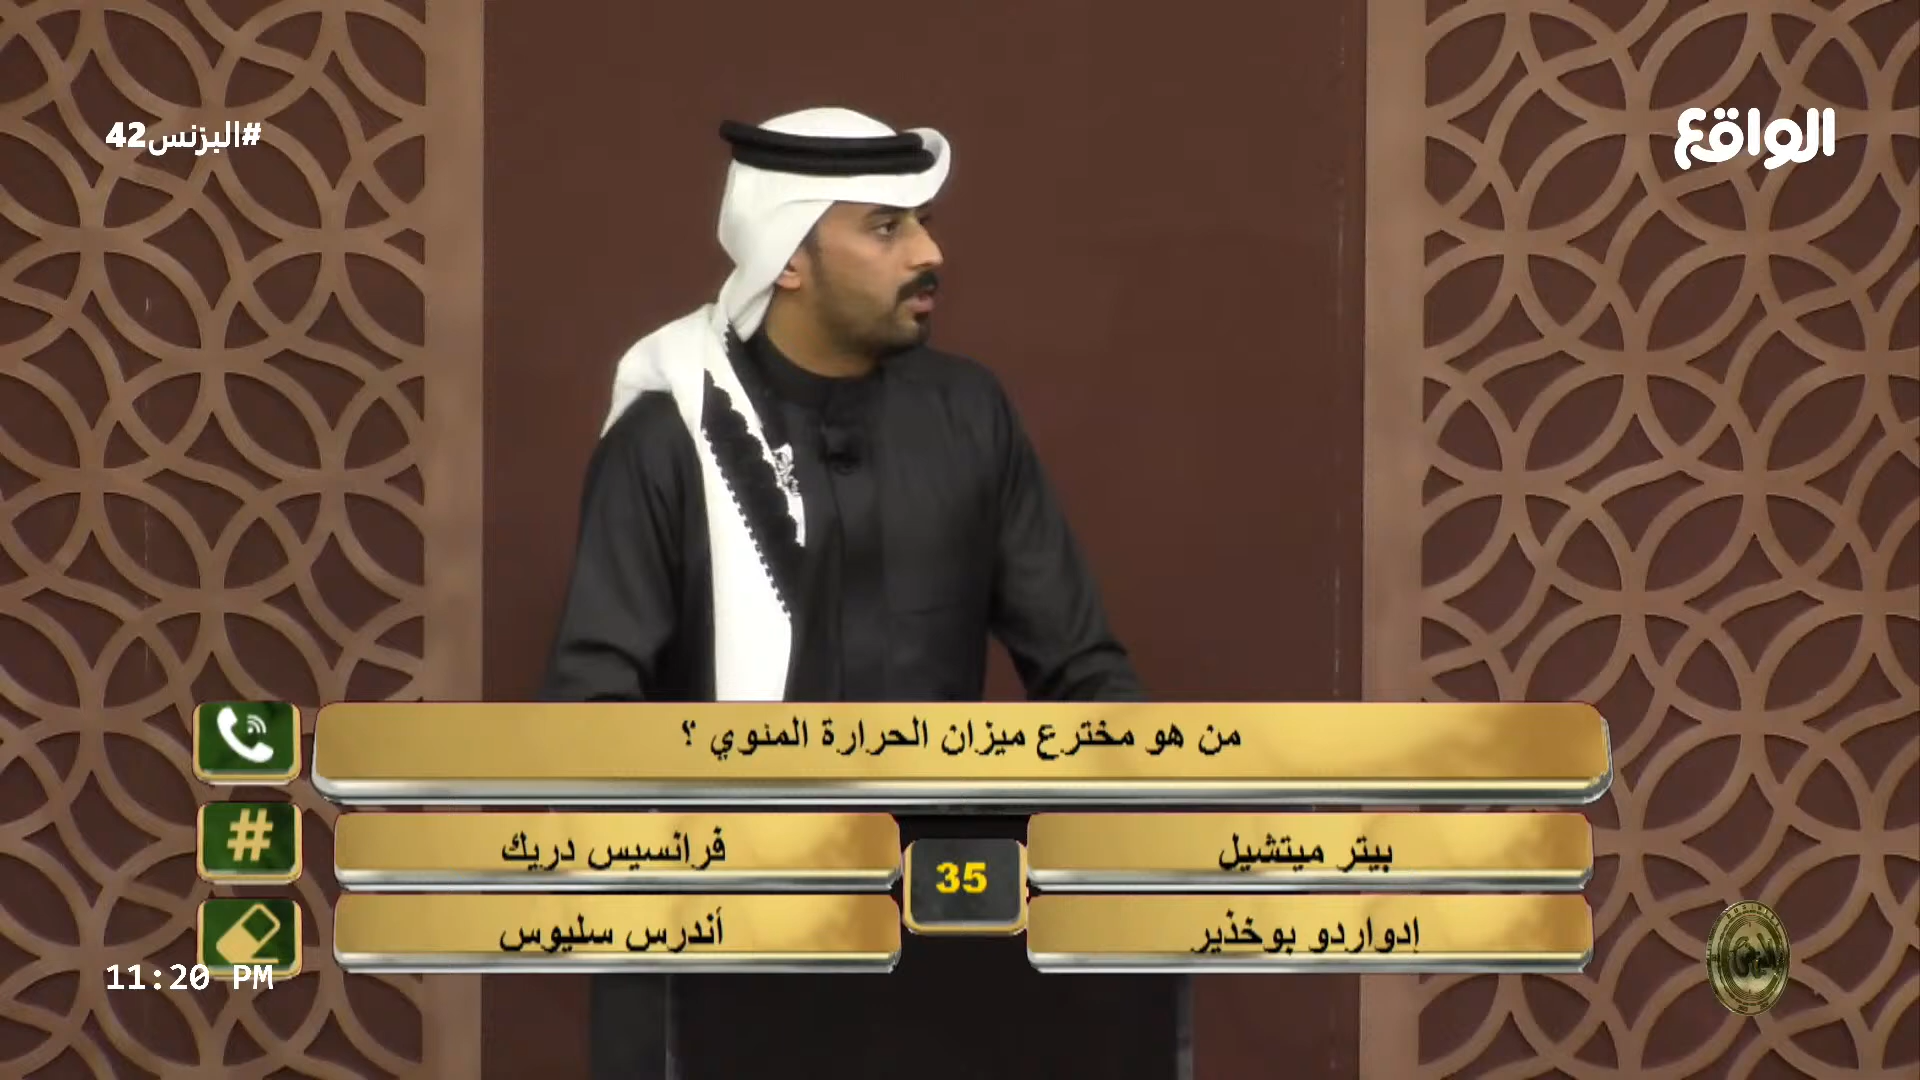 #البزنس42
الواقع
من هو مخترع ميزان الحرارة المئوي ؟
بيتر ميتشيل
فرانسيس دريك
35
إدواردو بوخذير
أندرس سليوس
#
11:20 PM